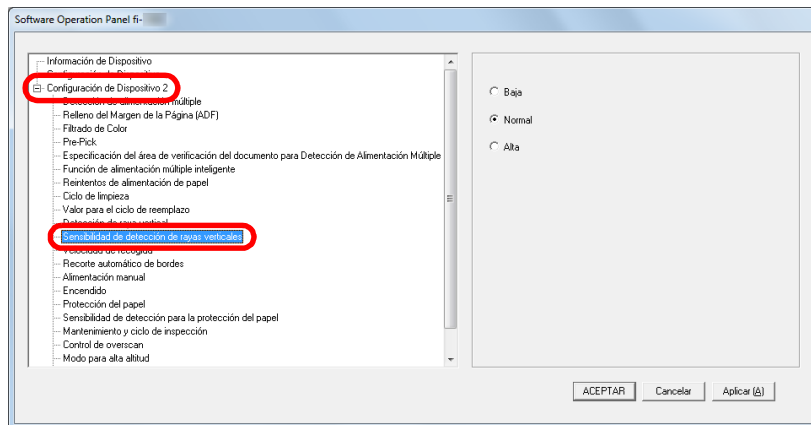 Software Operation Panel fi-
Información de Dispositivo
Configuración de Dispositivo 2
múltiple
Relleno del Margen de la Página (ADF)
Filtrado de Color
Pre-Pick
Especificación del área de verificación del documento para Detección de Alimentación Múltiple
Función de alimentación múltiple inteligente
Reintentos de alimentación de papel
Ciclo de limpieza
Valor para el ciclo de reemplazo
Detección de raya vertical
Sensibilidad de detección de rayas verticales
Velocidad de recogida
Recorte automático de bordes
Alimentación manual
Encendido
Protección del papel
Sensibilidad de detección para la protección del papel
Mantenimiento y ciclo de inspección
Control de overscan
Modo para alta altitud
Baja
Normal
Alta
ACEPTAR Cancelar Aplicar (A)